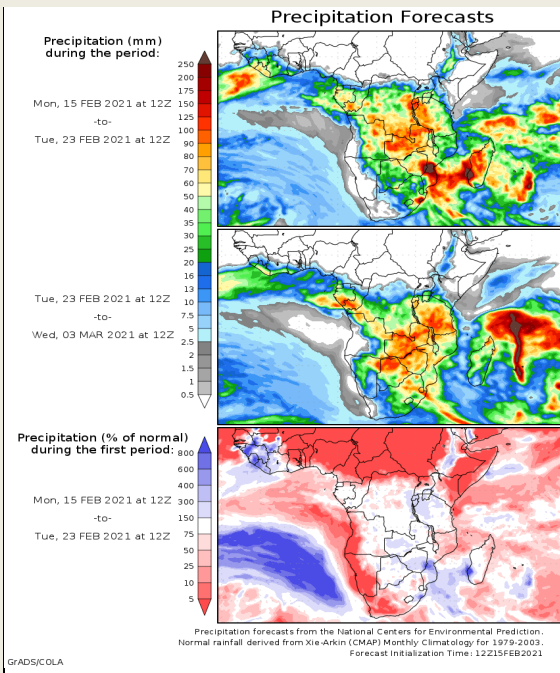 Precipitation Forecasts
Precipitation (mm)
during the period:
Mon, 15 FEB 2021 at 12Z
-to-
Tue, 23 FEB 2021 at 12Z
250
200
175
150
125
100
90
80
70
60
50
40
35
30
25
20
16
13
10
7.5
5
2.5
2
1.5
1
0.5
Tue, 23 FEB 2021 at 12Z
-to-
Wed, 03 MAR 2021 at 12Z
Precipitation (% of normal)
during the first period:
Mon, 15 FEB 2021 at 12Z
-to-
Tue, 23 FEB 2021 at 12Z
800
600
400
300
150
75
50
25
10
5
Precipitation forecasts from the National Centers for Environmental Prediction.
Normal rainfall derived from Xie-Arkin (CMAP) Monthly Climatology for 1979-2003.
Forecast Initialization Time: 12Z15FEB2021
GrADS/COLA